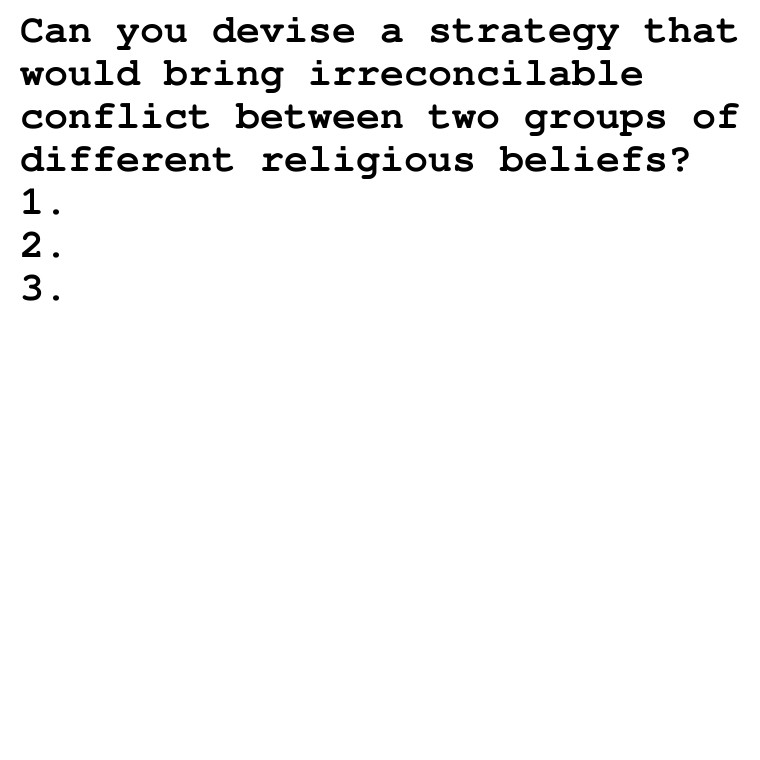 Can you devise a strategy that
would bring irreconcilable
conflict between two groups of
different religious beliefs?
1.
2.
3.